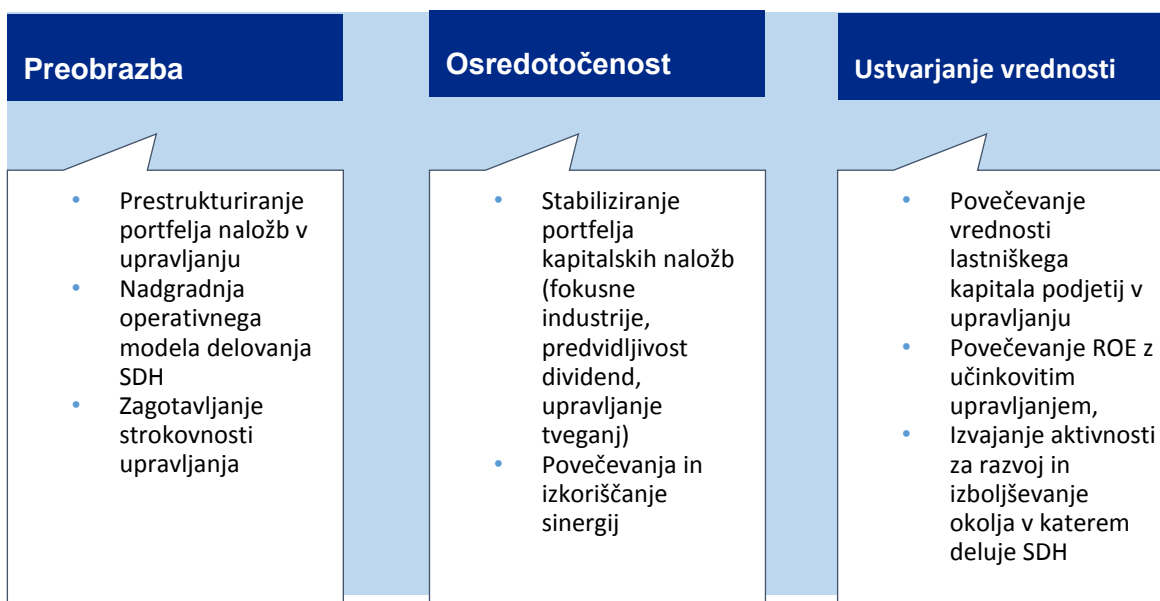 Preobrazba
• Prestrukturiranje
portfelja naložb v
upravljanju
• Nadgradnja
operativnega
modela delovanja
SDH
• Zagotavljanje
strokovnosti
upravljanja
Osredotočenost
• Stabiliziranje
portfelja
kapitalskih naložb
(fokusne
industrije,
predvidljivost
dividend,
upravljanje
tveganj)
• Povečevanja in
izkoriščanje
sinergij
Ustvarjanje vrednosti
• Povečevanje
vrednosti
lastniškega
kapitala podjetij v
upravljanju
• Povečevanje ROE z
učinkovitim
upravljanjem,
• Izvajanje aktivnosti
za razvoj in
izboljševanje
okolja v katerem
deluje SDH